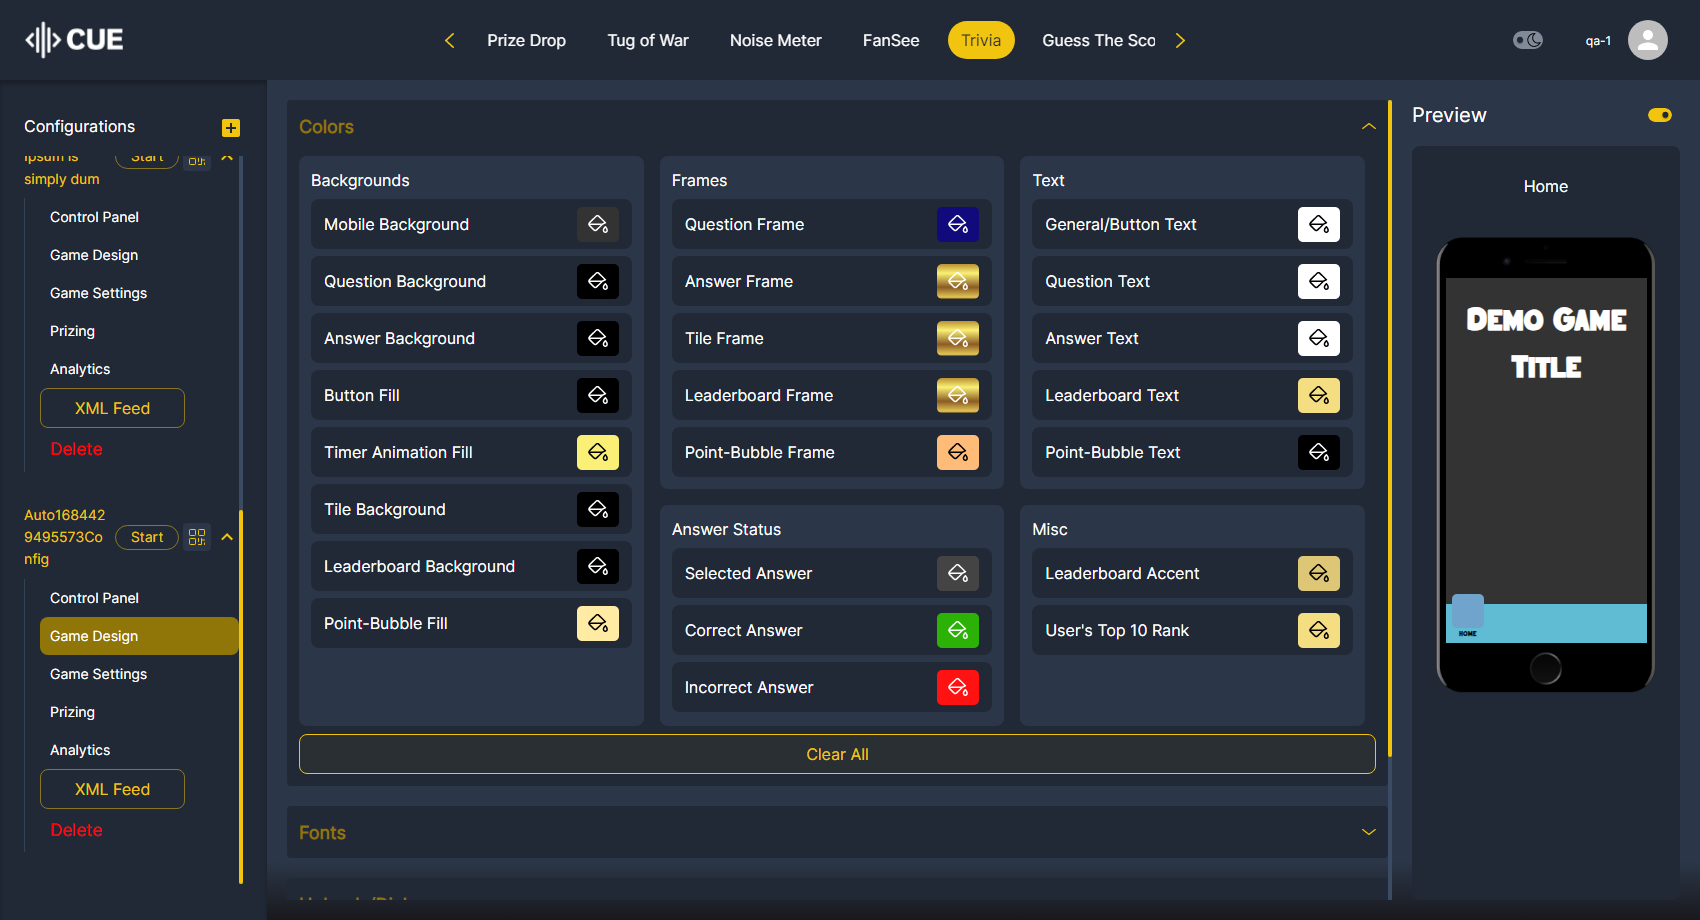 CUE
Prize Drop
Tug of War
Noise Meter
FanSee
Trivia
Guess The Sco
qa-1
Configurations
Ipsum is
simply dum
Start
Control Panel
Game Design
Game Settings
Prizing
Analytics
XML Feed
Delete
Auto168442
9495573Co
nfig
Start
Control Panel
Game Design
Game Settings
Prizing
Analytics
XML Feed
Delete
Colors
Backgrounds
Mobile Background
Question Background
Answer Background
Button Fill
Timer Animation Fill
Tile Background
Leaderboard Background
Point-Bubble Fill
Frames
Question Frame
Answer Frame
Tile Frame
Leaderboard Frame
Point-Bubble Frame
Text
General/Button Text
Question Text
Answer Text
Leaderboard Text
Point-Bubble Text
Answer Status
Selected Answer
Correct Answer
Incorrect Answer
Misc
Leaderboard Accent
User's Top 10 Rank
Clear All
Fonts
Preview
Home
Demo Game
Title
HOME